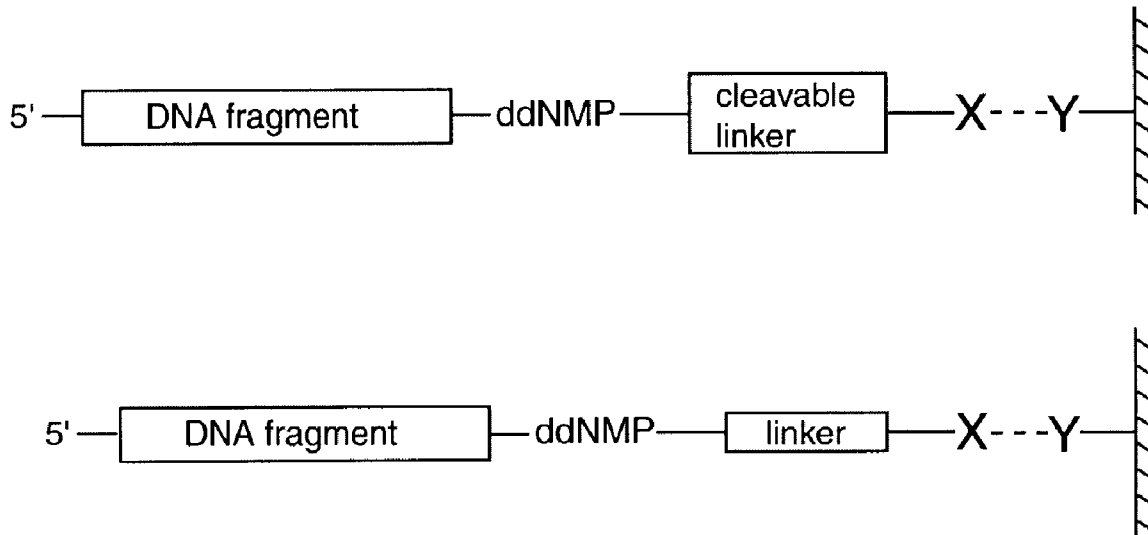 5' DNA fragment ddNMP cleavable linker X Y
5' DNA fragment ddNMP linker X Y